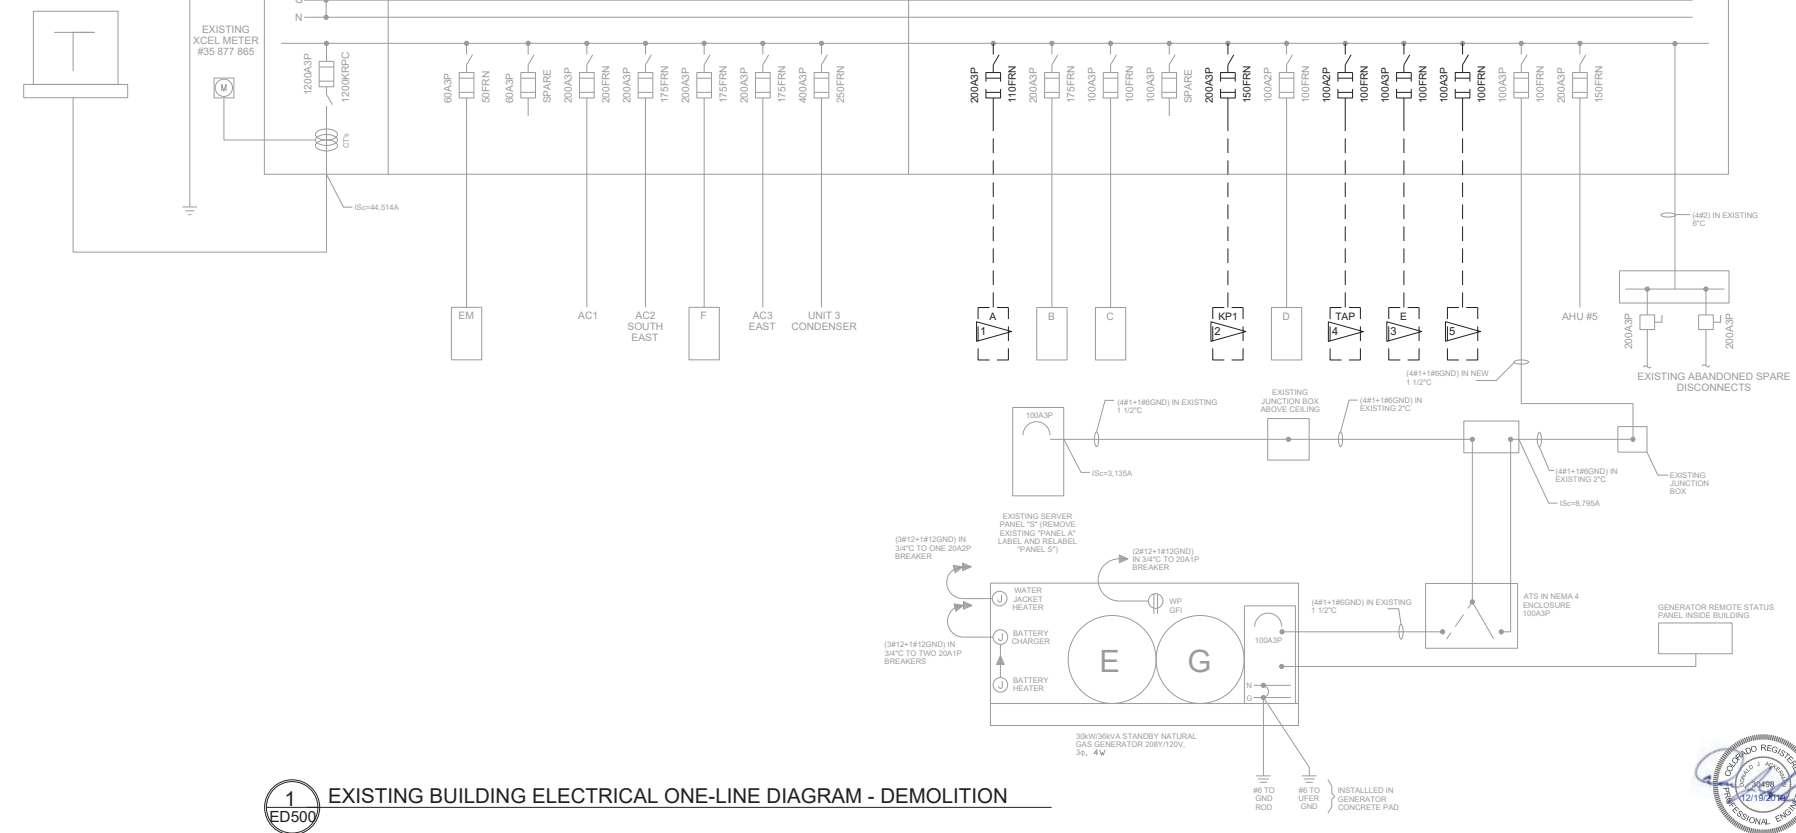 G
N
EXISTING
XCEL METER
#35 877 865
M
1200A3P
1200KRPC
CT's
ISc=44,514A
60A3P
50FRN
60A3P
SPARE
200A3P
200FRN
200A2P
175FRN
200A3P
175FRN
200A3P
175FRN
400A3P
250FRN
200A3P
110FRN
200A3P
175FRN
100A3P
100FRN
100A3P
SPARE
200A3P
150FRN
100A2P
100FRN
100A2P
100FRN
100A3P
100FRN
100A3P
100FRN
100A3P
100FRN
200A3P
150FRN
(4#2) IN EXISTING
6"C
EM
AC1
AC2
SOUTH
EAST
F
AC3
EAST
UNIT 3
CONDENSER
A
1
B
C
KP1
2
D
TAP
4
E
3
5
AHU #5
200A3P
200A3P
EXISTING ABANDONED SPARE
DISCONNECTS
(4#1+1#6GND) IN NEW
1 1/2"C
100A3P
(4#1+1#6GND) IN EXISTING
1 1/2"C
EXISTING
JUNCTION BOX
ABOVE CEILING
(4#1+1#6GND) IN
EXISTING 2"C
ISc=3,135A
(4#1+1#6GND) IN
EXISTING 2"C
EXISTING
JUNCTION
BOX
ISc=8,795A
EXISTING SERVER
PANEL "S" (REMOVE
EXISTING "PANEL A"
LABEL AND RELABEL
"PANEL S")
(3#12+1#12GND) IN
3/4"C TO ONE 20A2P
BREAKER
(2#12+1#12GND)
IN 3/4"C TO 20A1P
BREAKER
J
WATER
JACKET
HEATER
WP
GFI
(4#1+1#6GND) IN EXISTING
1 1/2"C
ATS IN NEMA 4
ENCLOSURE
100A3P
GENERATOR REMOTE STATUS
PANEL INSIDE BUILDING
J
BATTERY
CHARGER
100A3P
(3#12+1#12GND) IN
3/4"C TO TWO 20A1P
BREAKERS
E
G
J
BATTERY
HEATER
N
G
30kW/36kVA STANDBY NATURAL
GAS GENERATOR 208Y/120V,
3φ, 4W
#6 TO
GND
ROD
#6 TO
UFER
GND
INSTALLLED IN
GENERATOR
CONCRETE PAD
1
ED500
EXISTING BUILDING ELECTRICAL ONE-LINE DIAGRAM - DEMOLITION
COLORADO REGISTERED
30498
PROFESSIONAL